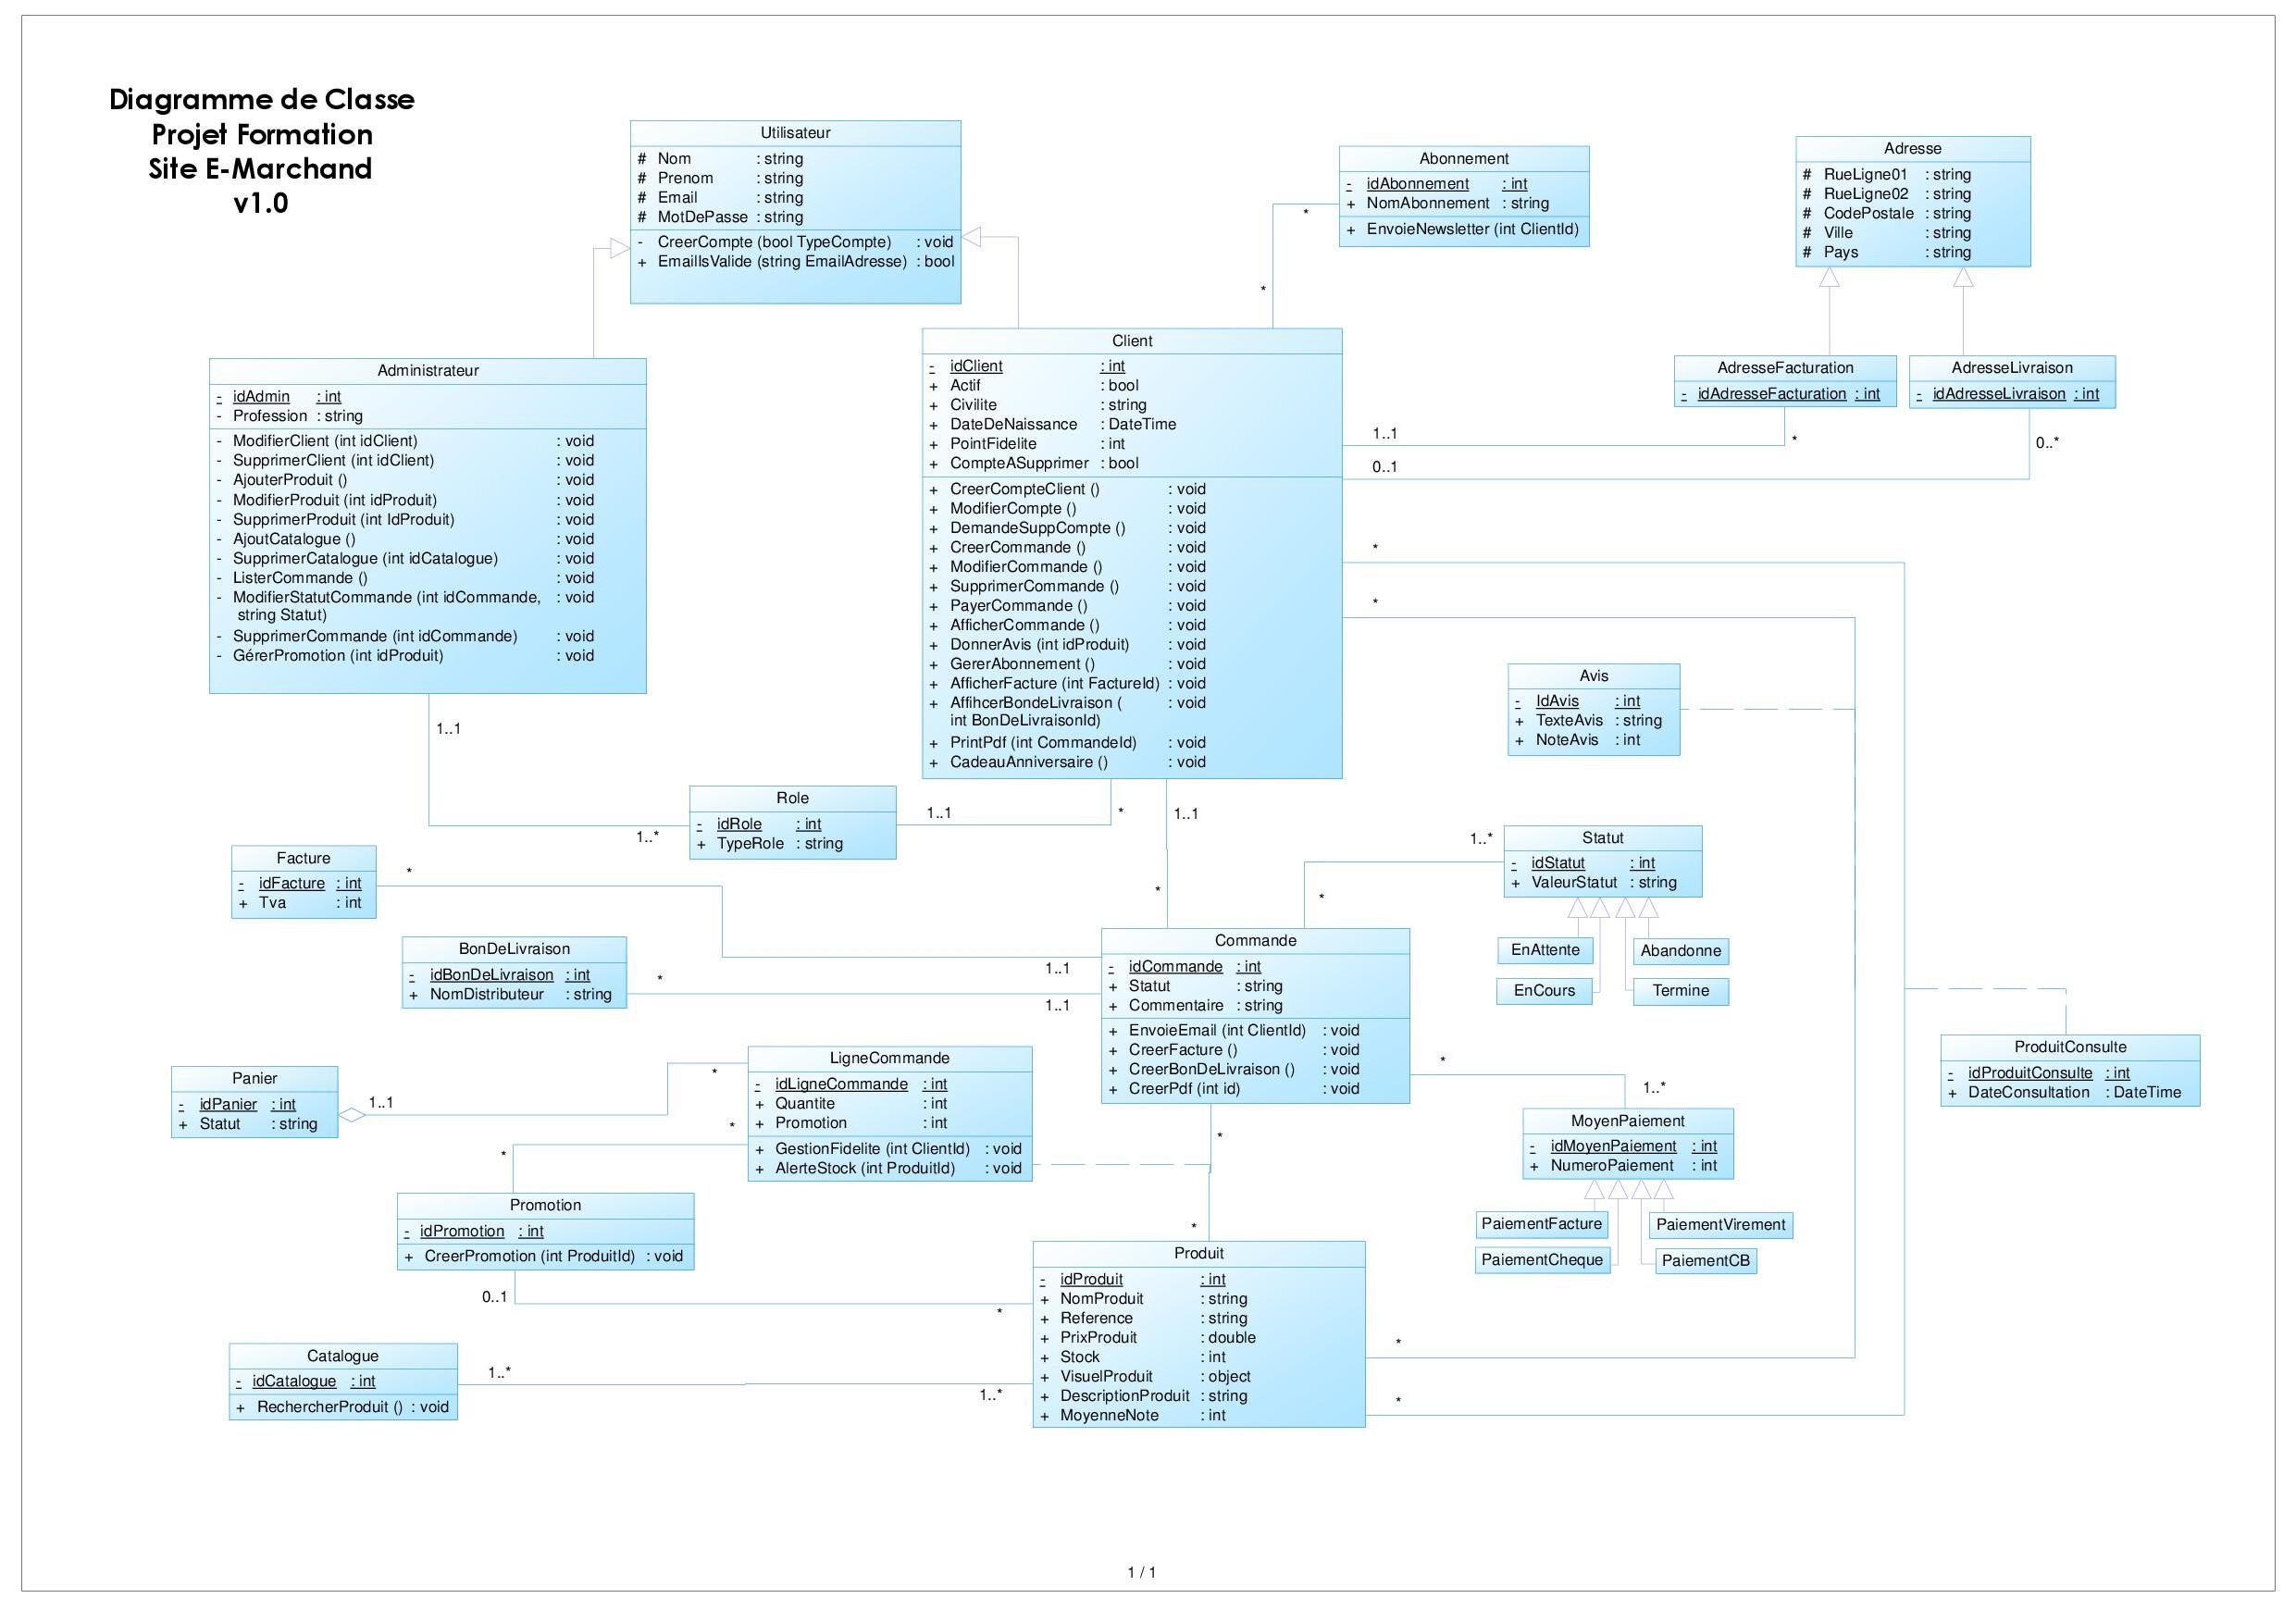 Diagramme de Classe
Projet Formation
Site E-Marchand
v1.0
Utilisateur
# Nom : string
# Prenom : string
# Email : string
# MotDePasse : string
- CreerCompte (bool TypeCompte) : void
+ EmailIsValide (string EmailAdresse) : bool
Abonnement
- idAbonnement : int
+ NomAbonnement : string
+ EnvoieNewsletter (int ClientId)
*
*
Adresse
# RueLigne01 : string
# RueLigne02 : string
# CodePostale : string
# Ville : string
# Pays : string
Administrateur
- idAdmin : int
- Profession : string
- ModifierClient (int idClient) : void
- SupprimerClient (int idClient) : void
- AjouterProduit () : void
- ModifierProduit (int idProduit) : void
- SupprimerProduit (int IdProduit) : void
- AjoutCatalogue () : void
- SupprimerCatalogue (int idCatalogue) : void
- ListerCommande () : void
- ModifierStatutCommande (int idCommande, : void
string Statut)
- SupprimerCommande (int idCommande) : void
- GérerPromotion (int idProduit) : void
1..1
Client
- idClient : int
+ Actif : bool
+ Civilite : string
+ DateDeNaissance : DateTime
+ PointFidelite : int
+ CompteASupprimer : bool
+ CreerCompteClient () : void
+ ModifierCompte () : void
+ DemandeSuppCompte () : void
+ CreerCommande () : void
+ ModifierCommande () : void
+ SupprimerCommande () : void
+ PayerCommande () : void
+ AfficherCommande () : void
+ DonnerAvis (int idProduit) : void
+ GererAbonnement () : void
+ AfficherFacture (int FactureId) : void
+ AffihcerBondeLivraison ( : void
int BonDeLivraisonId)
+ PrintPdf (int CommandeId) : void
+ CadeauAnniversaire () : void
AdresseFacturation
- idAdresseFacturation : int
AdresseLivraison
- idAdresseLivraison : int
1..1
*
0..*
0..1
*
*
Avis
- IdAvis : int
+ TexteAvis : string
+ NoteAvis : int
Role
- idRole : int
+ TypeRole : string
1..*
1..1
*
1..1
*
Statut
- idStatut : int
+ ValeurStatut : string
1..*
*
EnAttente
Abandonne
EnCours
Termine
Facture
- idFacture : int
+ Tva : int
*
1..1
BonDeLivraison
- idBonDeLivraison : int
+ NomDistributeur : string
*
1..1
Commande
- idCommande : int
+ Statut : string
+ Commentaire : string
+ EnvoieEmail (int ClientId) : void
+ CreerFacture () : void
+ CreerBonDeLivraison () : void
+ CreerPdf (int id) : void
*
1..*
ProduitConsulte
- idProduitConsulte : int
+ DateConsultation : DateTime
LigneCommande
- idLigneCommande : int
+ Quantite : int
+ Promotion : int
+ GestionFidelite (int ClientId) : void
+ AlerteStock (int ProduitId) : void
Panier
- idPanier : int
+ Statut : string
1..1
*
*
*
MoyenPaiement
- idMoyenPaiement : int
+ NumeroPaiement : int
PaiementFacture
PaiementVirement
PaiementCheque
PaiementCB
Promotion
- idPromotion : int
+ CreerPromotion (int ProduitId) : void
0..1
*
*
*
Produit
- idProduit : int
+ NomProduit : string
+ Reference : string
+ PrixProduit : double
+ Stock : int
+ VisuelProduit : object
+ DescriptionProduit : string
+ MoyenneNote : int
*
*
Catalogue
- idCatalogue : int
+ RechercherProduit () : void
1..*
1..*
1 / 1